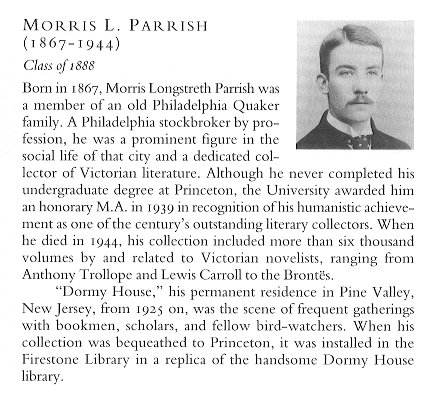 MORRIS L. PARRISH
(1867-1944)
Class of 1888
Born in 1867, Morris Longstreth Parrish was
a member of an old Philadelphia Quaker
family. A Philadelphia stockbroker by pro-
fession, he was a prominent figure in the
social life of that city and a dedicated col-
lector of Victorian literature. Although he never completed his
undergraduate degree at Princeton, the University awarded him
an honorary M.A. in 1939 in recognition of his humanistic achieve-
ment as one of the century's outstanding literary collectors. When
he died in 1944, his collection included more than six thousand
volumes by and related to Victorian novelists, ranging from
Anthony Trollope and Lewis Carroll to the Brontës.
"Dormy House," his permanent residence in Pine Valley,
New Jersey, from 1925 on, was the scene of frequent gatherings
with bookmen, scholars, and fellow bird-watchers. When his
collection was bequeathed to Princeton, it was installed in the
Firestone Library in a replica of the handsome Dormy House
library.